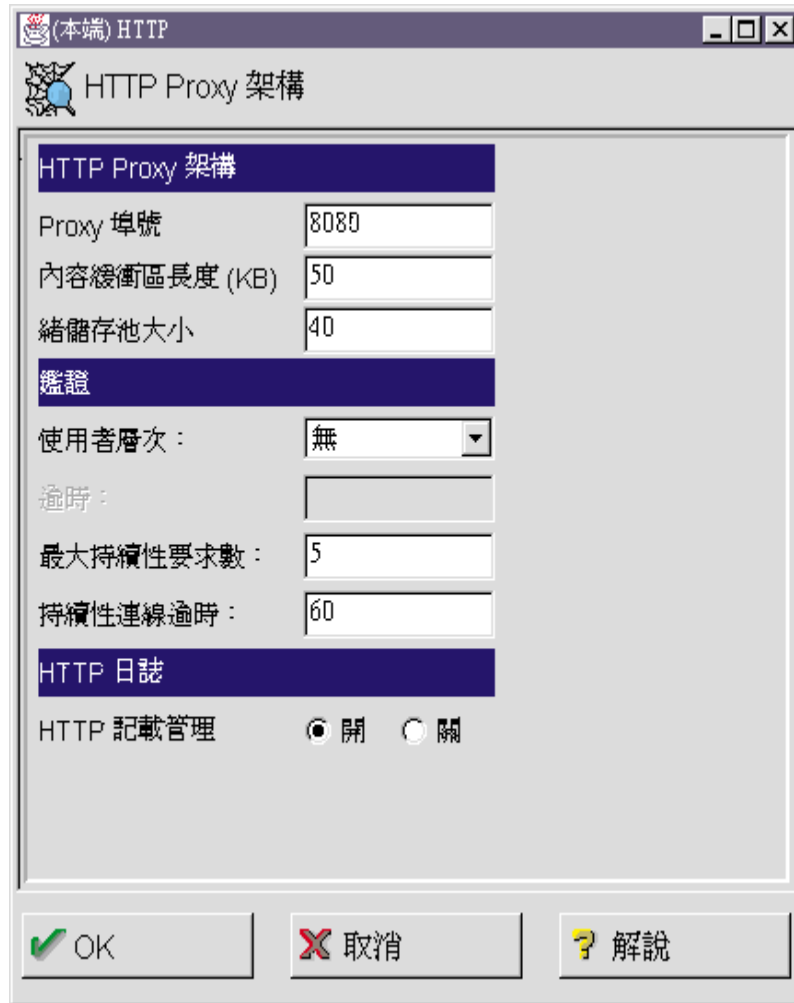 (本端) HTTP
HTTP Proxy 架構
HTTP Proxy 架構
Proxy 埠號 8080
內容緩衝區長度 (KB) 50
緒儲存池大小 40
鑑證
使用者層次： 無
逾時：
最大持續性要求數： 5
持續性連線逾時： 60
HTTP 日誌
HTTP 記載管理 開 關
OK 取消 解說